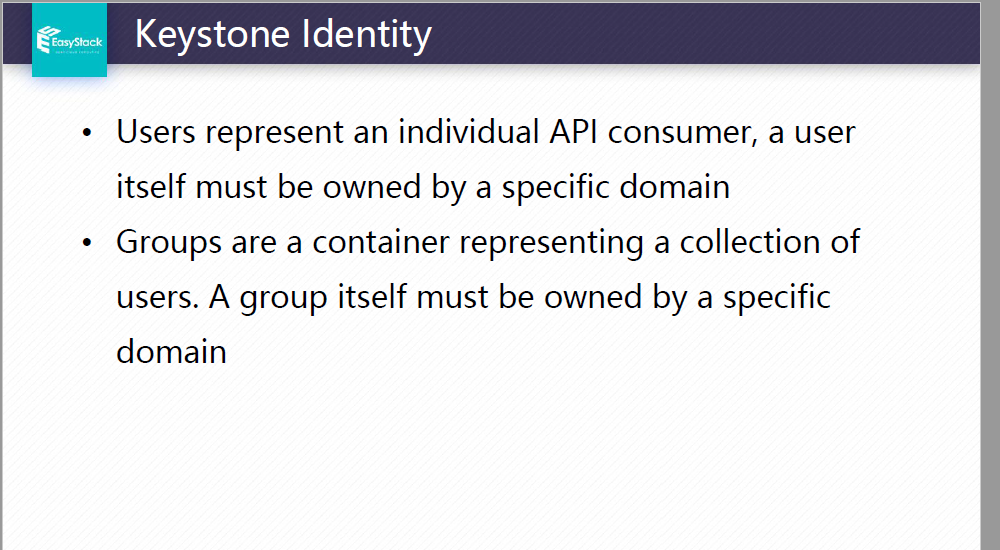 EasyStack
Keystone Identity
• Users represent an individual API consumer, a user
itself must be owned by a specific domain
• Groups are a container representing a collection of
users. A group itself must be owned by a specific
domain